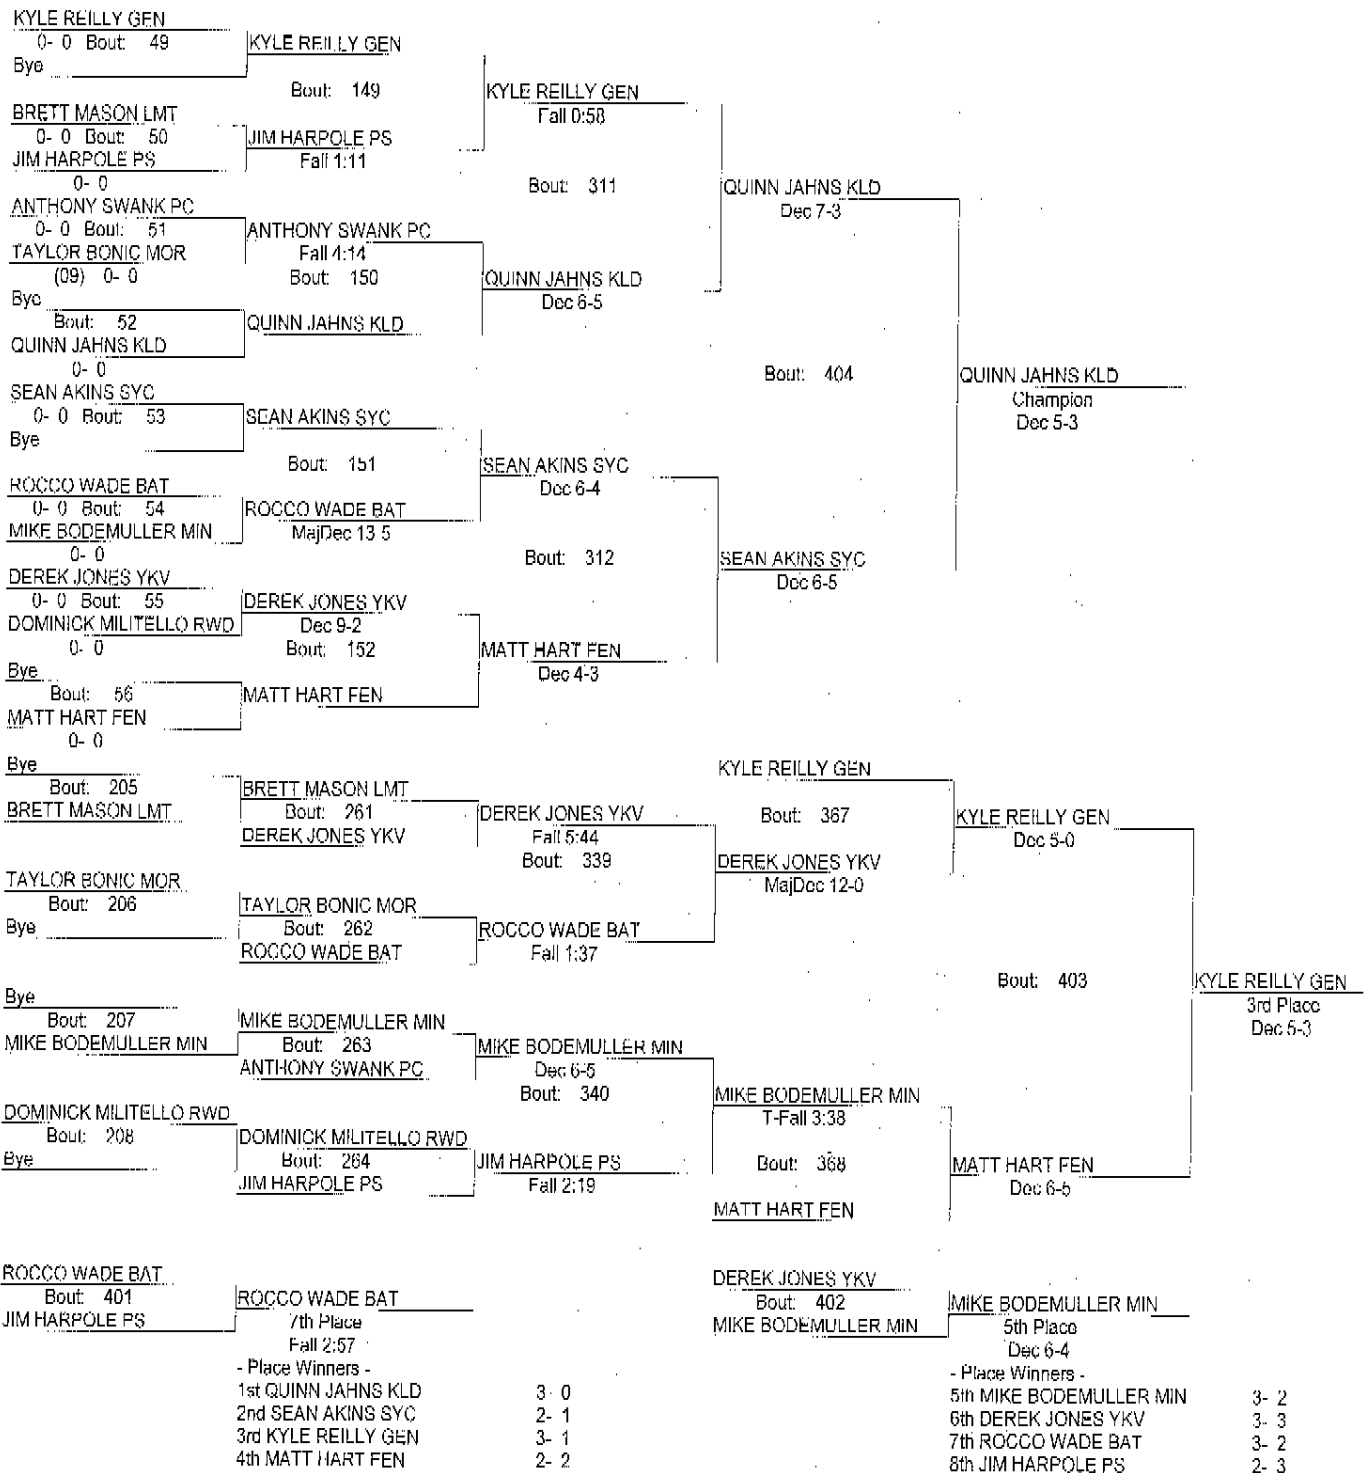 KYLE REILLY GEN
0- 0 Bout: 49
Bye
KYLE REILLY GEN
Bout: 149
BRETT MASON LMT
0- 0 Bout: 50
JIM HARPOLE PS
0- 0
JIM HARPOLE PS
Fall 1:11
KYLE REILLY GEN
Fall 0:58
Bout: 311
ANTHONY SWANK PC
0- 0 Bout: 51
TAYLOR BONIC MOR
(09) 0- 0
ANTHONY SWANK PC
Fall 4:14
Bout: 150
Bye
Bout: 52
QUINN JAHNS KLD
0- 0
QUINN JAHNS KLD
QUINN JAHNS KLD
Dec 6-5
QUINN JAHNS KLD
Dec 7-3
Bout: 404
QUINN JAHNS KLD
Champion
Dec 5-3
SEAN AKINS SYC
0- 0 Bout: 53
Bye
SEAN AKINS SYC
Bout: 151
ROCCO WADE BAT
0- 0 Bout: 54
MIKE BODEMULLER MIN
0- 0
ROCCO WADE BAT
MajDec 13 5
SEAN AKINS SYC
Dec 6-4
Bout: 312
SEAN AKINS SYC
Dec 6-5
DEREK JONES YKV
0- 0 Bout: 55
DOMINICK MILITELLO RWD
0- 0
DEREK JONES YKV
Dec 9-2
Bout: 152
Bye
Bout: 56
MATT HART FEN
0- 0
MATT HART FEN
MATT HART FEN
Dec 4-3
Bye
Bout: 205
BRETT MASON LMT
BRETT MASON LMT
Bout: 261
DEREK JONES YKV
DEREK JONES YKV
Fall 5:44
Bout: 339
TAYLOR BONIC MOR
Bout: 206
Bye
TAYLOR BONIC MOR
Bout: 262
ROCCO WADE BAT
ROCCO WADE BAT
Fall 1:37
KYLE REILLY GEN
Bout: 367
DEREK JONES YKV
MajDec 12-0
KYLE REILLY GEN
Dec 5-0
Bout: 403
KYLE REILLY GEN
3rd Place
Dec 5-3
Bye
Bout: 207
MIKE BODEMULLER MIN
MIKE BODEMULLER MIN
Bout: 263
ANTHONY SWANK PC
MIKE BODEMULLER MIN
Dec 6-5
Bout: 340
DOMINICK MILITELLO RWD
Bout: 208
Bye
DOMINICK MILITELLO RWD
Bout: 264
JIM HARPOLE PS
JIM HARPOLE PS
Fall 2:19
MIKE BODEMULLER MIN
T-Fall 3:38
Bout: 368
MATT HART FEN
MATT HART FEN
Dec 6-5
ROCCO WADE BAT
Bout: 401
JIM HARPOLE PS
ROCCO WADE BAT
7th Place
Fall 2:57
DEREK JONES YKV
Bout: 402
MIKE BODEMULLER MIN
MIKE BODEMULLER MIN
5th Place
Dec 6-4
- Place Winners -
1st QUINN JAHNS KLD 3- 0
2nd SEAN AKINS SYC 2- 1
3rd KYLE REILLY GEN 3- 1
4th MATT HART FEN 2- 2
- Place Winners -
5th MIKE BODEMULLER MIN 3- 2
6th DEREK JONES YKV 3- 3
7th ROCCO WADE BAT 3- 2
8th JIM HARPOLE PS 2- 3